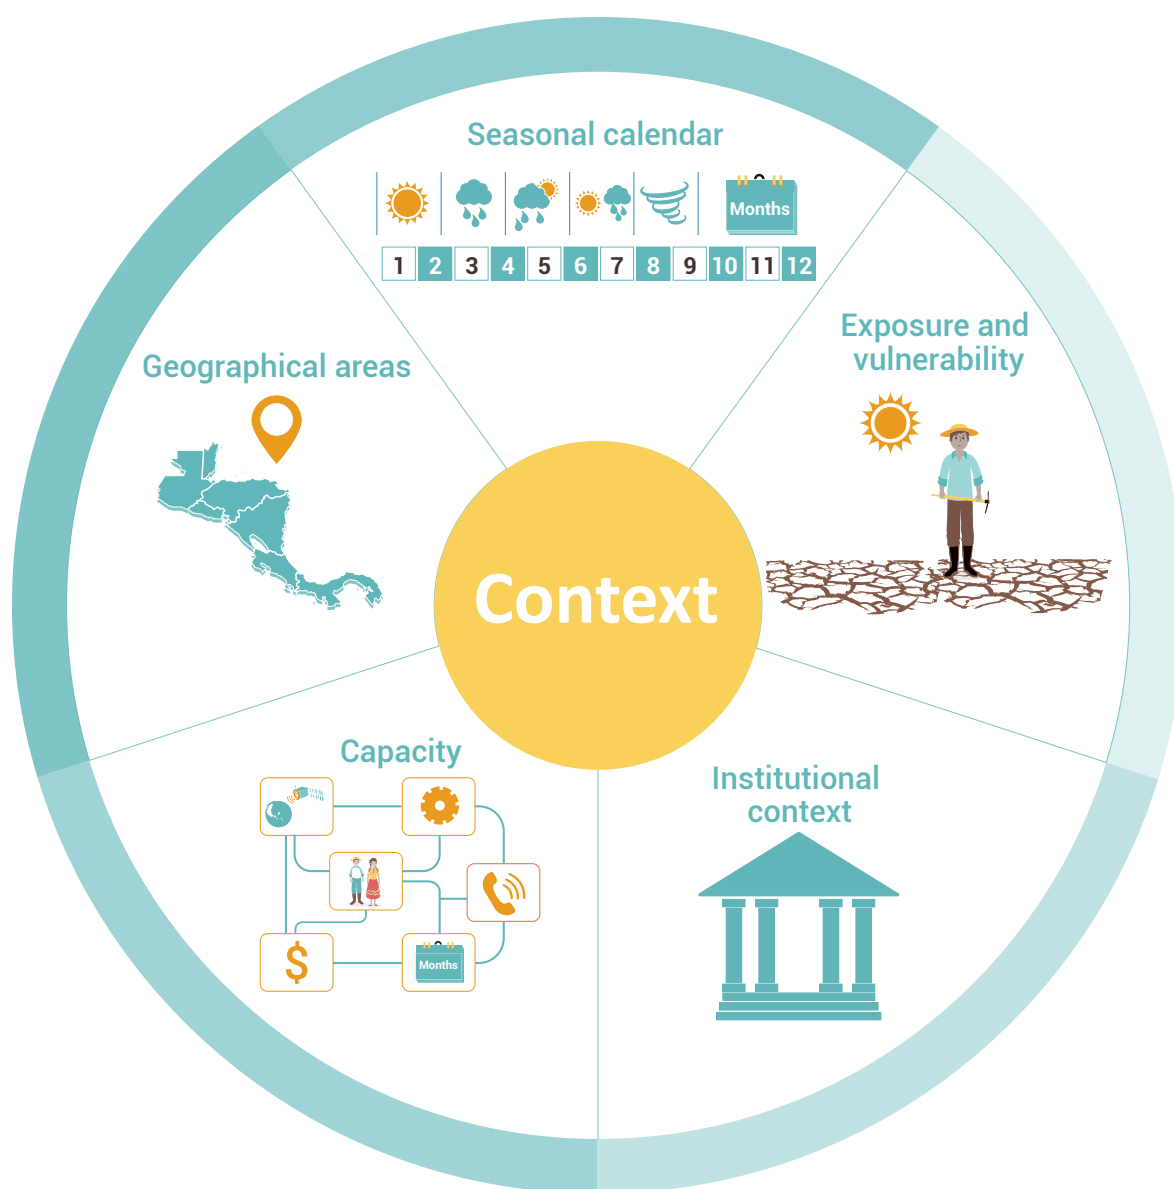 Seasonal calendar
Months
1 2 3 4 5 6 7 8 9 10 11 12
Exposure and
vulnerability
Geographical areas
Context
Capacity
$
Months
Institutional
context